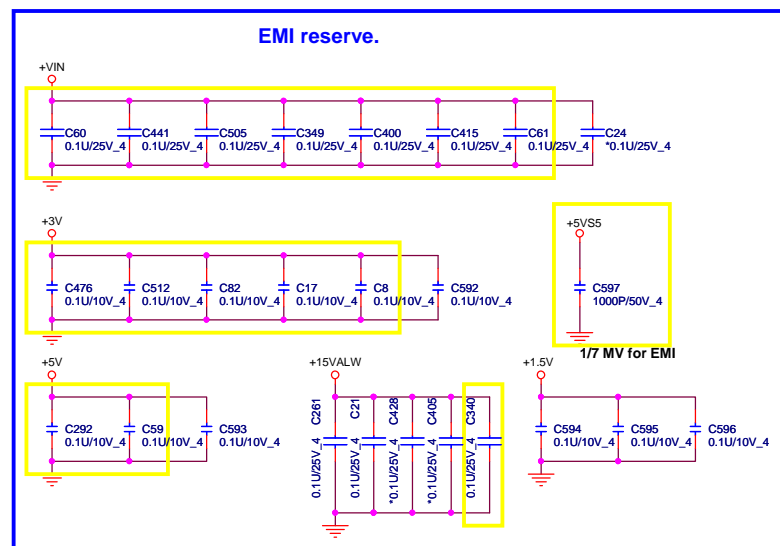 EMI reserve.
+VIN
C60
0.1U/25V_4
C441
0.1U/25V_4
C505
0.1U/25V_4
C349
0.1U/25V_4
C400
0.1U/25V_4
C415
0.1U/25V_4
C61
0.1U/25V_4
C24
*0.1U/25V_4
+3V
C476
0.1U/10V_4
C512
0.1U/10V_4
C82
0.1U/10V_4
C17
0.1U/10V_4
C8
0.1U/10V_4
C592
0.1U/10V_4
+5VS5
C597
1000P/50V_4
1/7 MV for EMI
+5V
C292
0.1U/10V_4
C59
0.1U/10V_4
C593
0.1U/10V_4
+15VALW
C261
0.1U/25V_4
C21
0.1U/25V_4
C428
*0.1U/25V_4
C405
*0.1U/25V_4
C340
0.1U/25V_4
+1.5V
C594
0.1U/10V_4
C595
0.1U/10V_4
C596
0.1U/10V_4